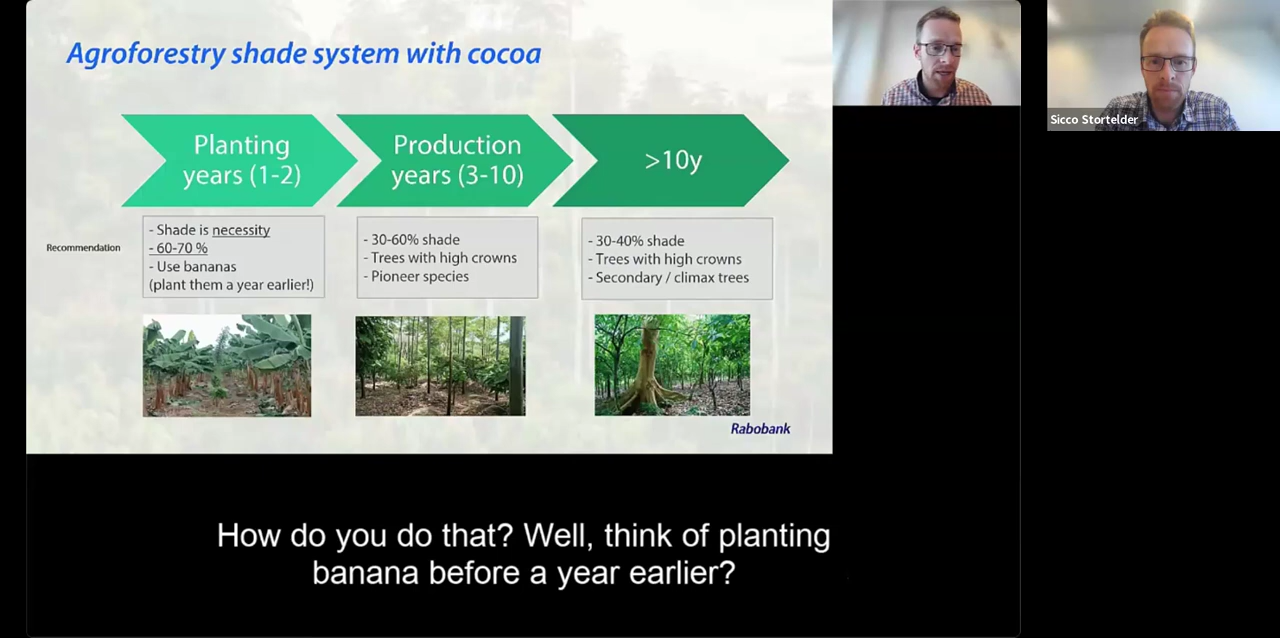 Agroforestry shade system with cocoa
Planting
years (1-2)
Production
years (3-10)
>10y
Recommendation
- Shade is necessity
- 60-70 %
- Use bananas
(plant them a year earlier!)
- 30-60% shade
- Trees with high crowns
- Pioneer species
- 30-40% shade
- Trees with high crowns
- Secondary / climax trees
Rabobank
Sicco Stortelder
How do you do that? Well, think of planting
banana before a year earlier?